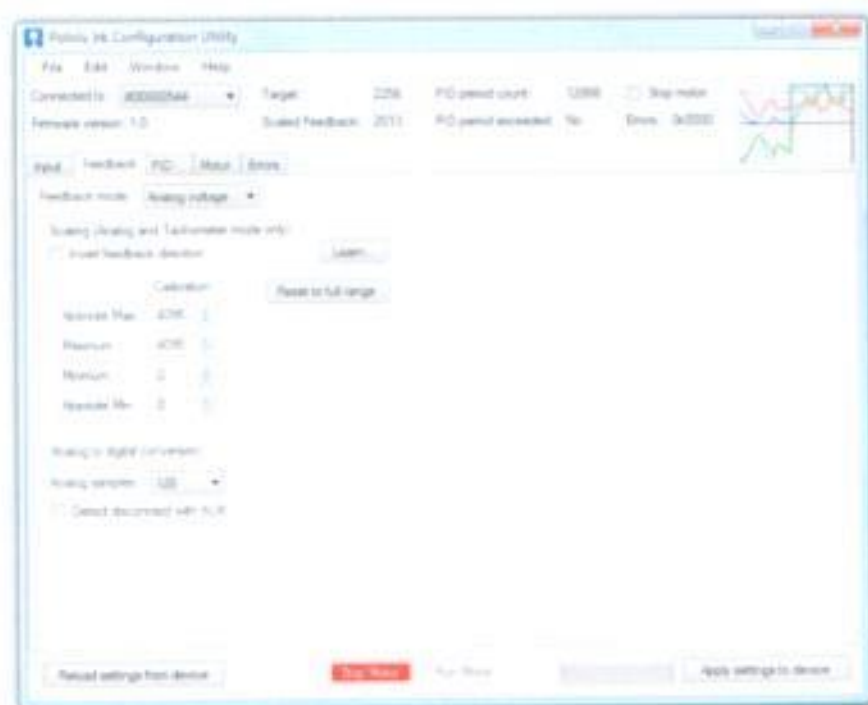 Pololu Jrk Configuration Utility
File Edit Window Help
Connected to: Target: PID period count: Stop motor
Firmware version: 1.0 Scaled Feedback: PID period exceeded: No Errors: 0x0000
Input Feedback PID Motor Errors
Feedback mode: Analog voltage
Scaling (Analog and Tachometer mode only)
Invert feedback direction Learn...
Calibration Reset to full range
Absolute Max 4095
Maximum 4095
Minimum 0
Absolute Min 0
Analog to digital conversion
Analog samples 128
Detect disconnect with AUX
Reload settings from device Stop Motor Run Motor Apply settings to device